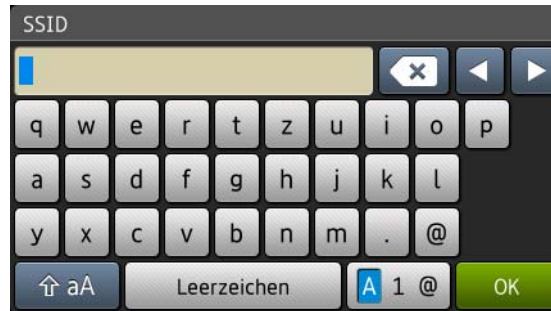 SSID
q w e r t z u i o p
a s d f g h j k l
y x c v b n m . @
aA Leerzeichen A 1 @ OK